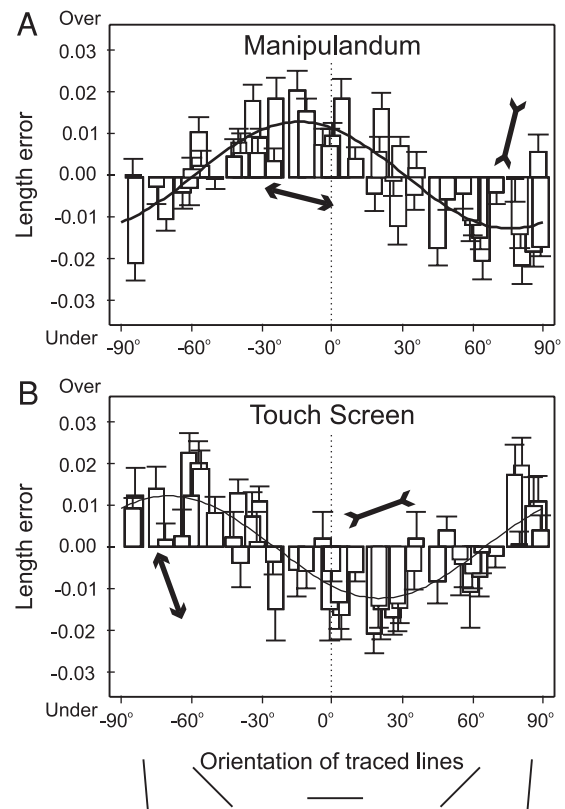 A
Over
Manipulandum
0.03
0.02
0.01
0.00
-0.01
-0.02
-0.03
Length error
Under
-90° -60° -30° 0° 30° 60° 90°
B
Over
Touch Screen
0.03
0.02
0.01
0.00
-0.01
-0.02
-0.03
Length error
Under
-90° -60° -30° 0° 30° 60° 90°
Orientation of traced lines